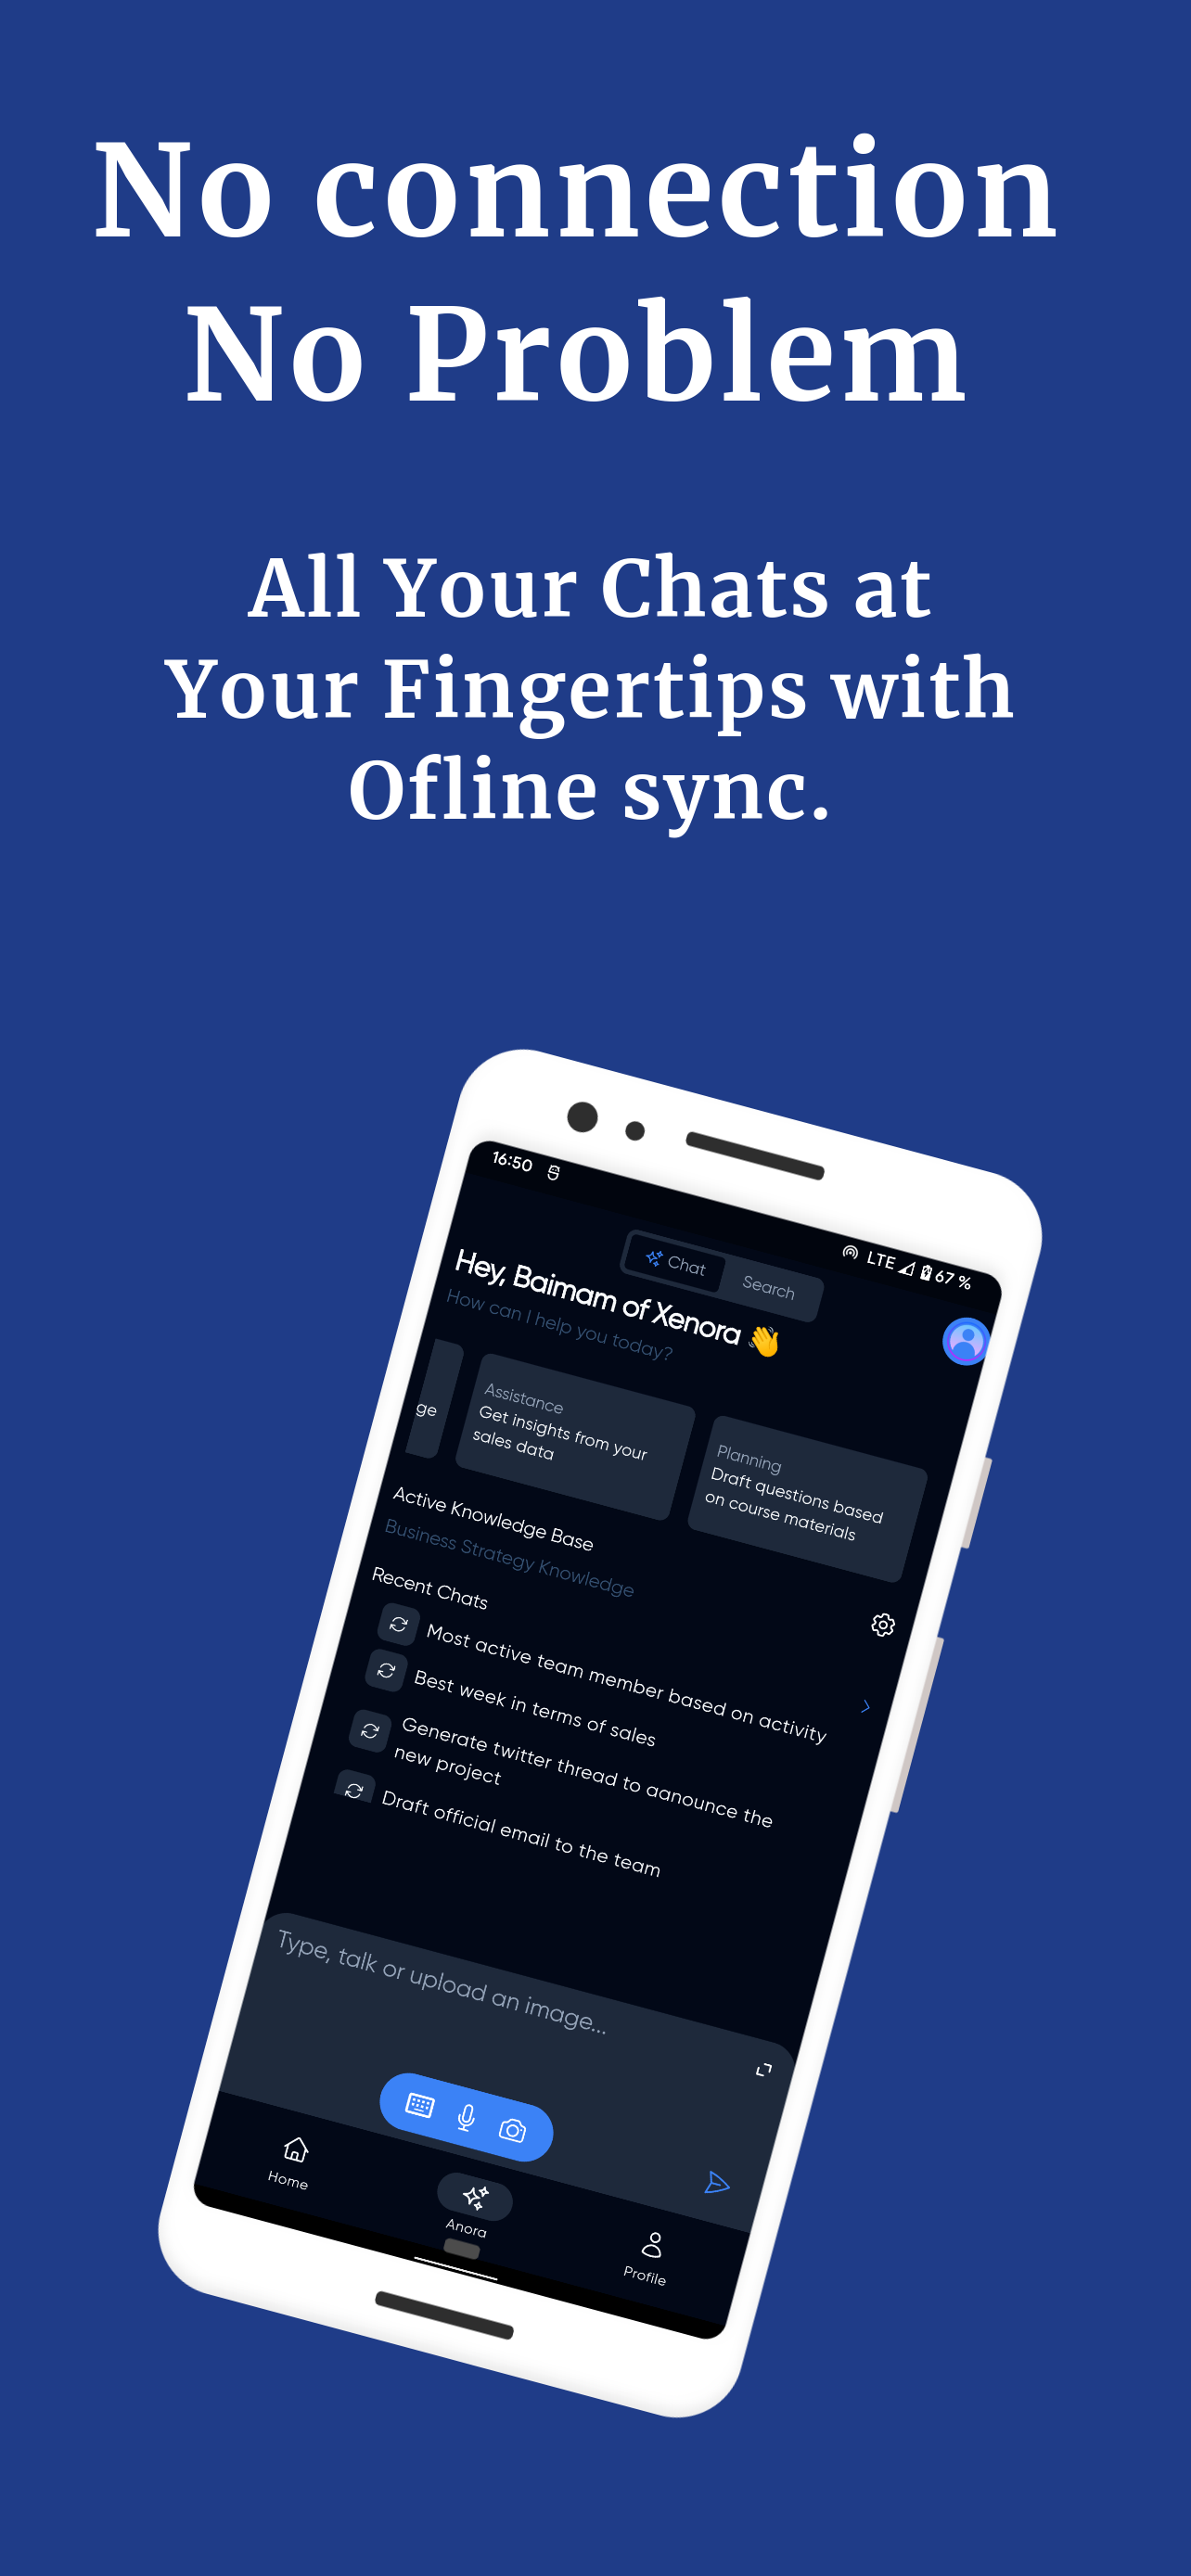 No connection
No Problem
All Your Chats at
Your Fingertips with
Ofline sync.
16:50
LTE 67 %
Chat
Search
Hey, Baimam of Xenora 👋
How can I help you today?
ge
Assistance
Get insights from your
sales data
Planning
Draft questions based
on course materials
Active Knowledge Base
Business Strategy Knowledge
Recent Chats
Most active team member based on activity
Best week in terms of sales
Generate twitter thread to aanounce the
new project
Draft official email to the team
Type, talk or upload an image...
Home
Anora
Profile